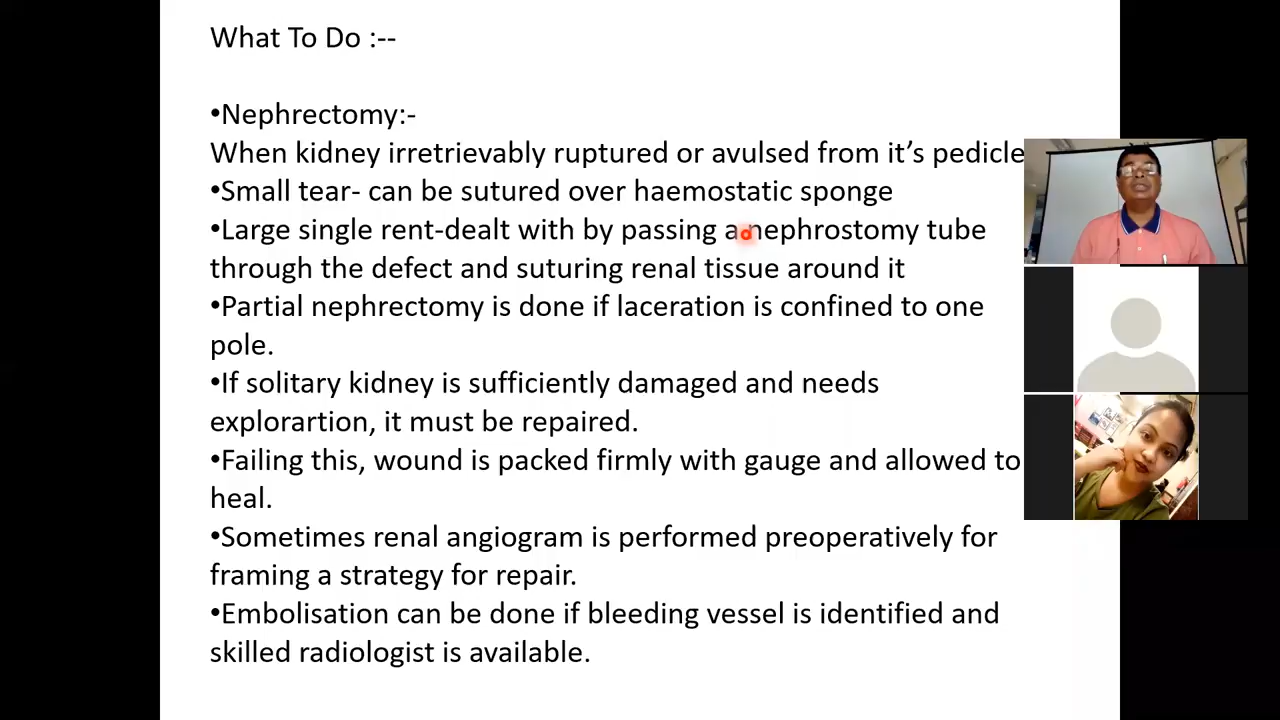 What To Do :--
•Nephrectomy:-
When kidney irretrievably ruptured or avulsed from it’s pedicle
•Small tear- can be sutured over haemostatic sponge
•Large single rent-dealt with by passing a nephrostomy tube
through the defect and suturing renal tissue around it
•Partial nephrectomy is done if laceration is confined to one
pole.
•If solitary kidney is sufficiently damaged and needs
explorartion, it must be repaired.
•Failing this, wound is packed firmly with gauge and allowed to
heal.
•Sometimes renal angiogram is performed preoperatively for
framing a strategy for repair.
•Embolisation can be done if bleeding vessel is identified and
skilled radiologist is available.